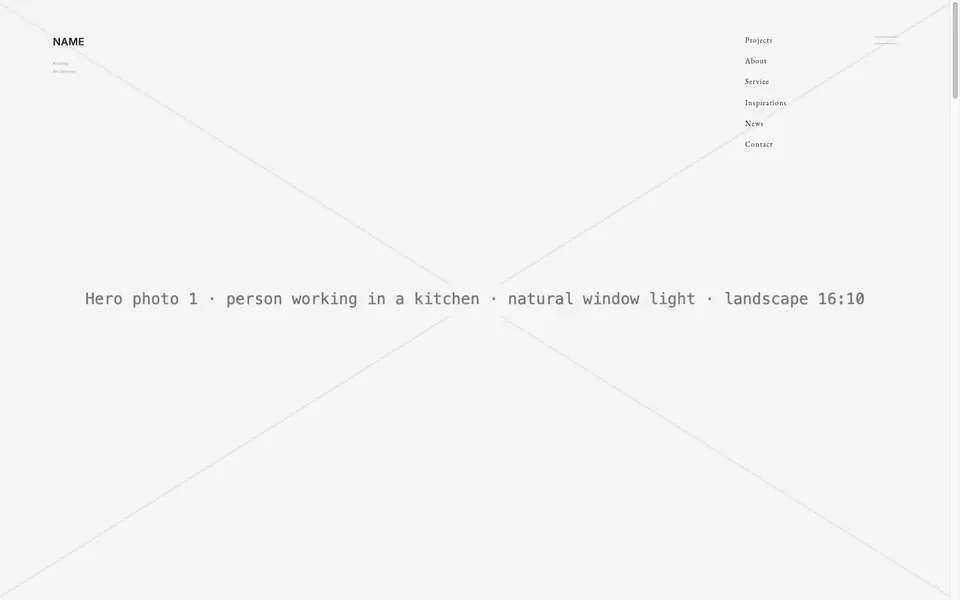 NAME
Projects
About
Service
Inspirations
News
Contact
Hero photo 1 · person working in a kitchen · natural window light · landscape 16:10